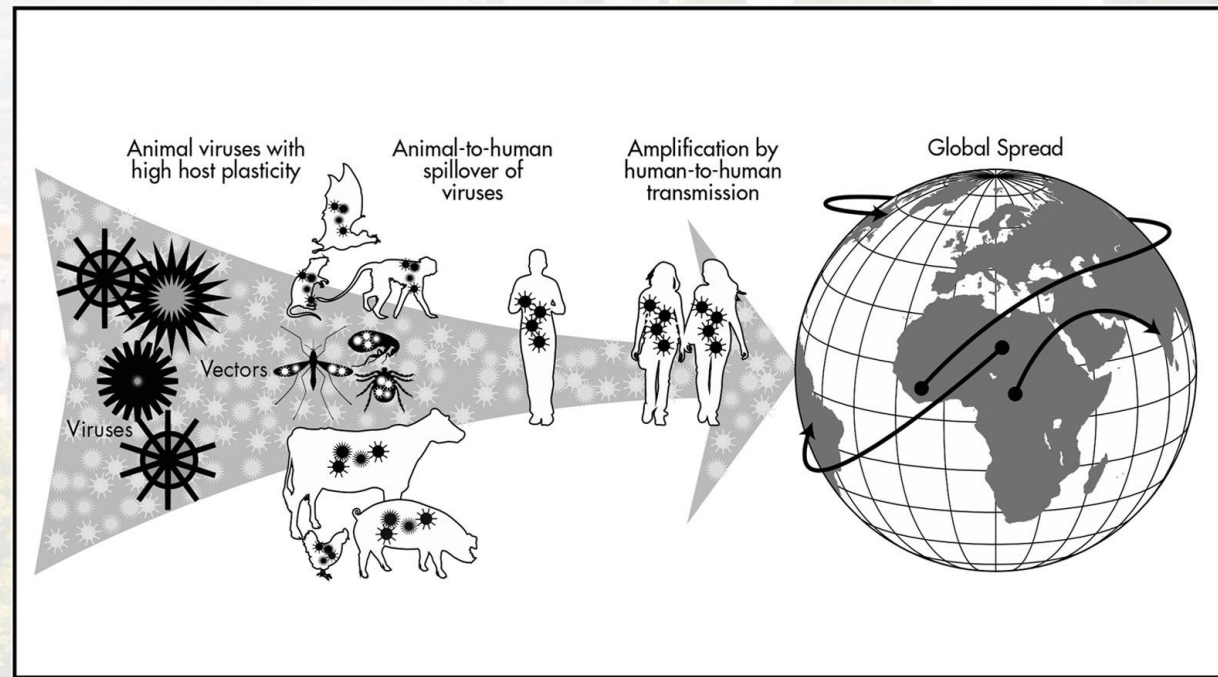 Animal viruses with
high host plasticity
Animal-to-human
spillover of
viruses
Amplification by
human-to-human
transmission
Global Spread
Vectors
Viruses